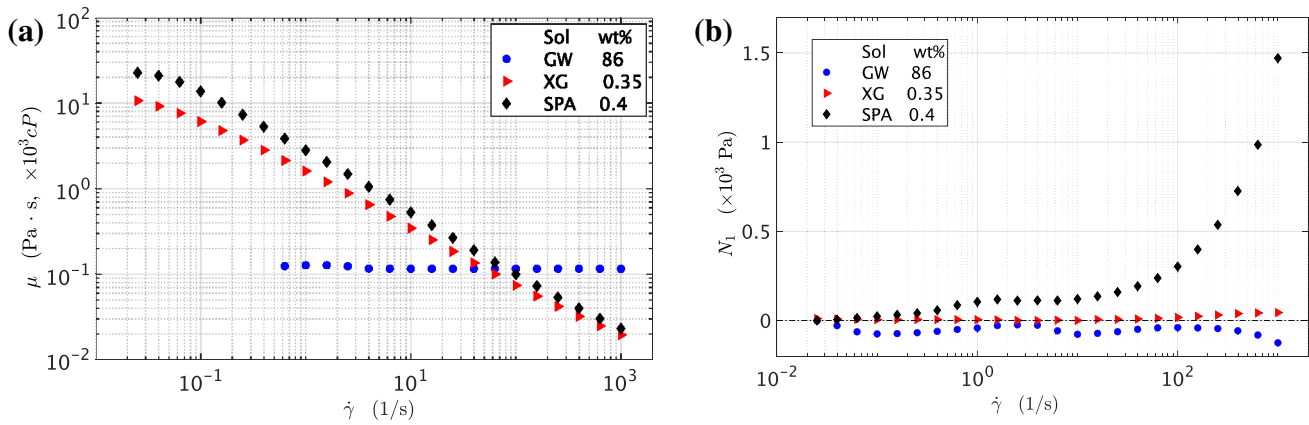 (a)
10^2
10^1
10^0
10^-1
10^-2
μ (Pa · s, ×10^3 cP)
Sol wt%
GW 86
XG 0.35
SPA 0.4
10^-1 10^1 10^3
γ̇ (1/s)
(b)
1.5
1
0.5
0
N_1 (×10^3 Pa)
Sol wt%
GW 86
XG 0.35
SPA 0.4
10^-2 10^0 10^2
γ̇ (1/s)